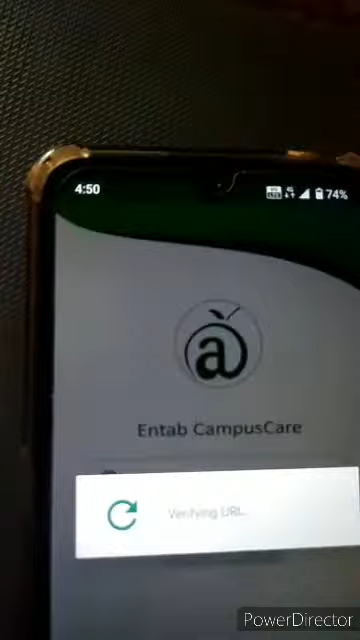 4:50
74%
à
Entab CampusCare
Verifying URL...
PowerDirector